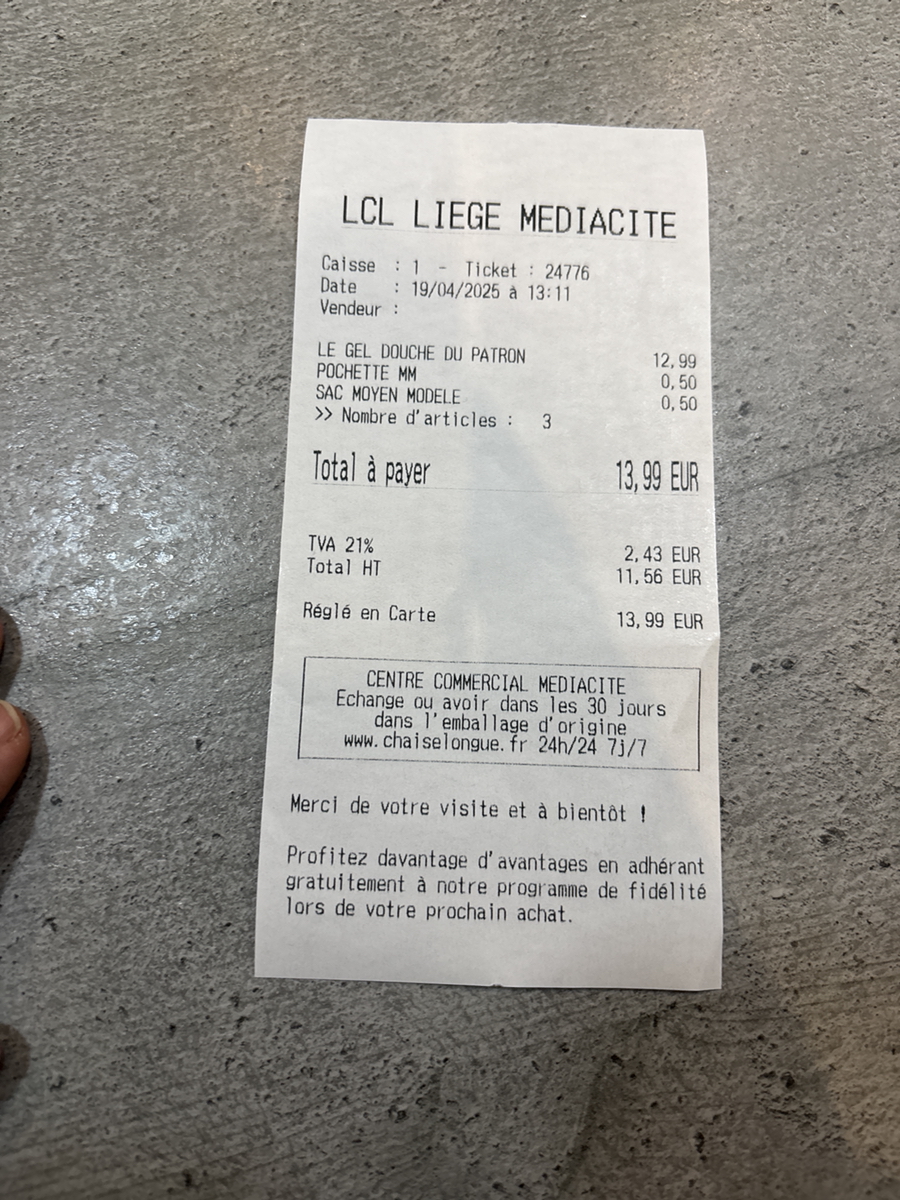 LCL LIEGE MEDIACITE
Caisse : 1 - Ticket : 24776
Date : 19/04/2025 à 13:11
Vendeur :
LE GEL DOUCHE DU PATRON 12,99
POCHETTE MM 0,50
SAC MOYEN MODELE 0,50
>> Nombre d'articles : 3
Total à payer 13,99 EUR
TVA 21% 2,43 EUR
Total HT 11,56 EUR
Réglé en Carte 13,99 EUR
CENTRE COMMERCIAL MEDIACITE
Echange ou avoir dans les 30 jours
dans l'emballage d'origine
www.chaiselongue.fr 24h/24 7j/7
Merci de votre visite et à bientôt !
Profitez davantage d'avantages en adhérant
gratuitement à notre programme de fidélité
lors de votre prochain achat.